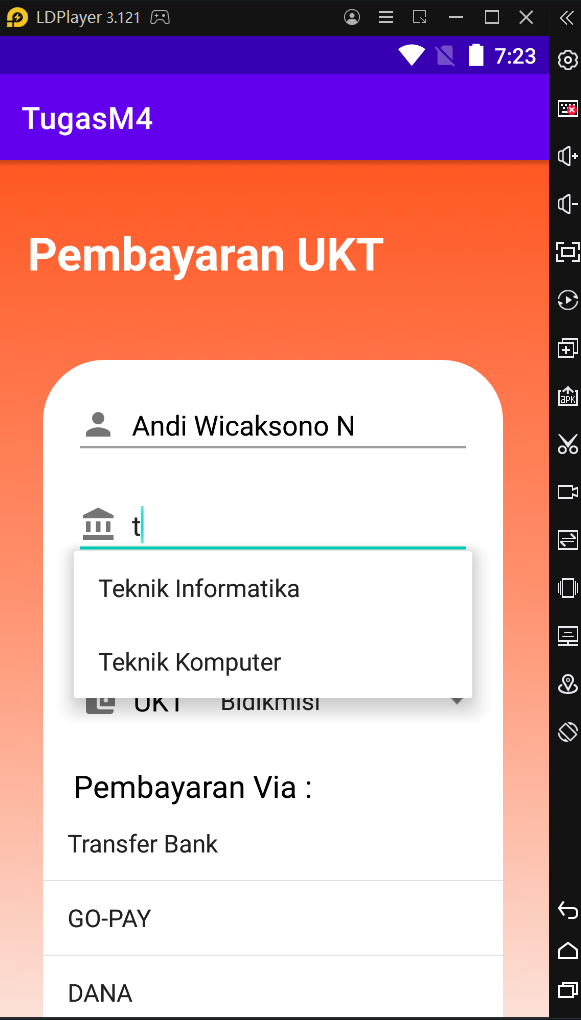 LDPlayer 3.121
7:23
TugasM4
Pembayaran UKT
Andi Wicaksono N
t
Teknik Informatika
Teknik Komputer
UKT Bidikmisi
Pembayaran Via :
Transfer Bank
GO-PAY
DANA